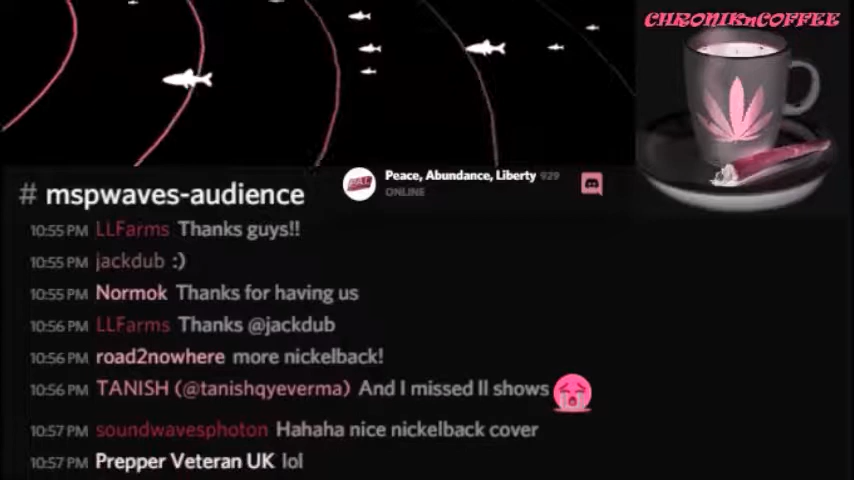 CHRONIKnCOFFEE
Peace, Abundance, Liberty 929
ONLINE
# mspwaves-audience
10:55 PM LLFarms Thanks guys!!
10:55 PM jackdub :)
10:55 PM Normok Thanks for having us
10:56 PM LLFarms Thanks @jackdub
10:56 PM road2nowhere more nickelback!
10:56 PM TANISH (@tanishqyeverma) And I missed II shows
10:57 PM soundwavesphoton Hahaha nice nickelback cover
10:57 PM Prepper Veteran UK lol